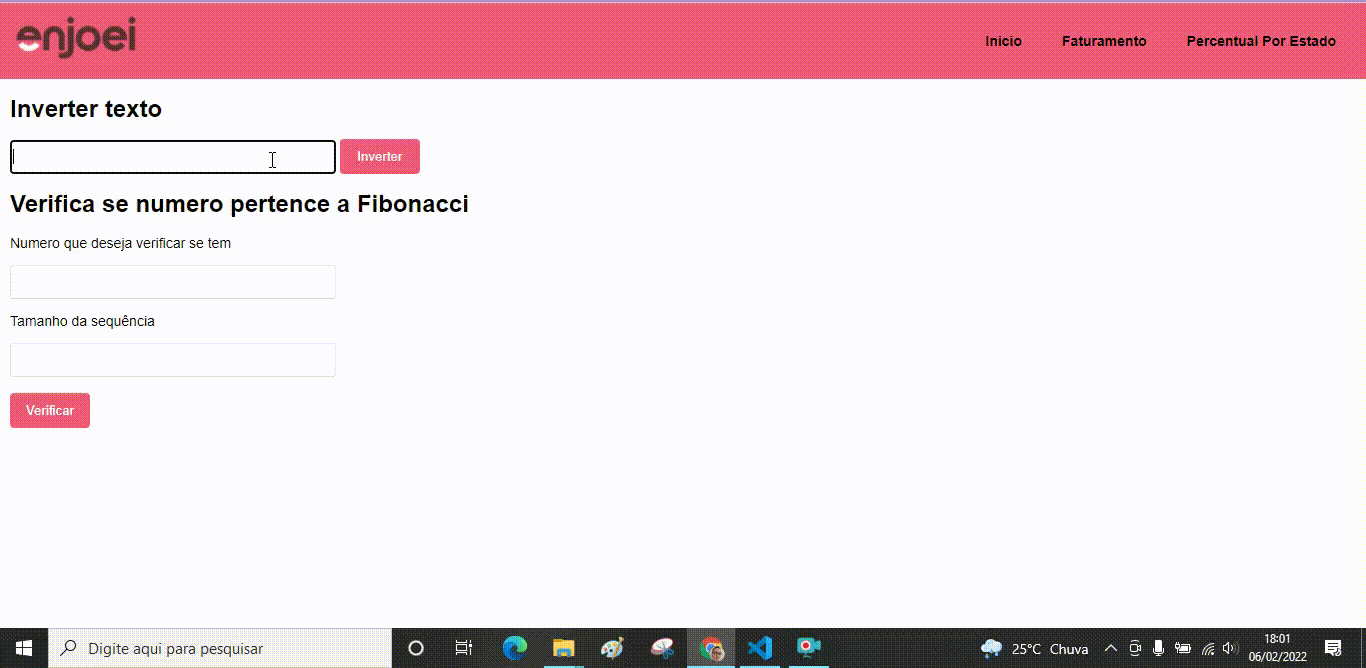 enjoei
Inicio Faturamento Percentual Por Estado
Inverter texto
Inverter
Verifica se numero pertence a Fibonacci
Numero que deseja verificar se tem
Tamanho da sequência
Verificar
Digite aqui para pesquisar
25°C Chuva
18:01
06/02/2022